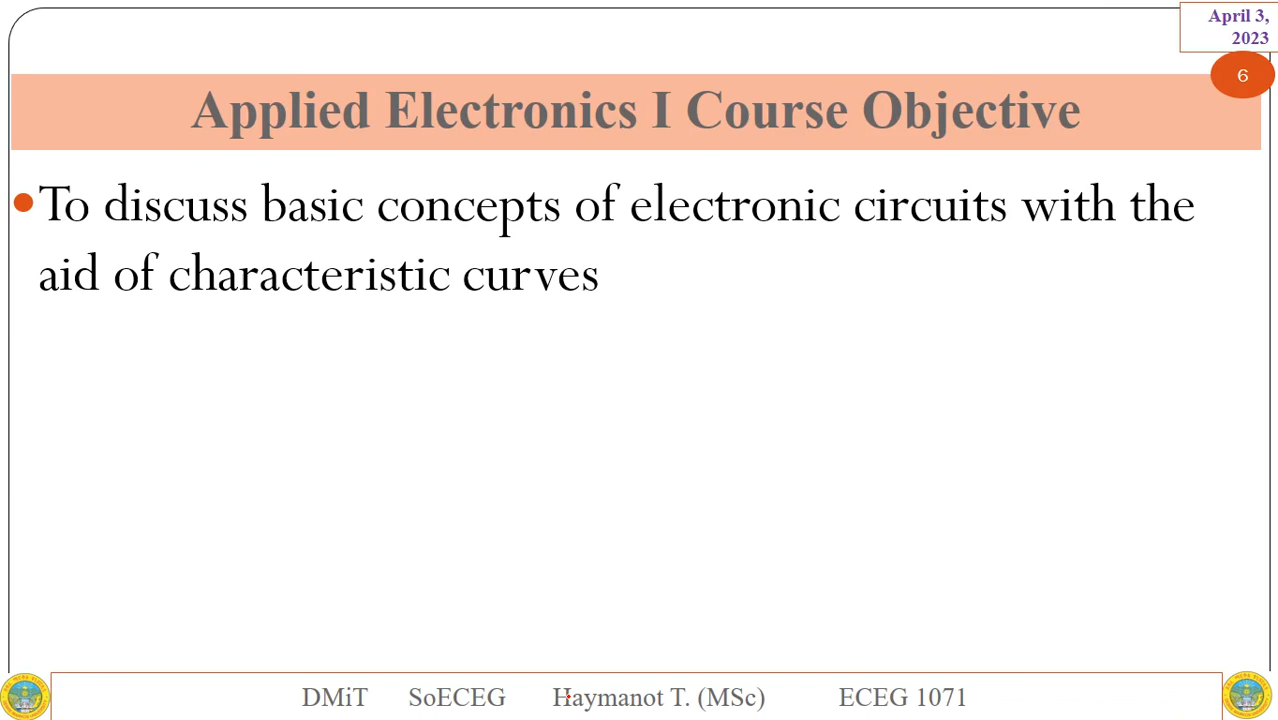 April 3,
2023
6
Applied Electronics I Course Objective
•To discuss basic concepts of electronic circuits with the
aid of characteristic curves
DMiT SoECEG Haymanot T. (MSc) ECEG 1071